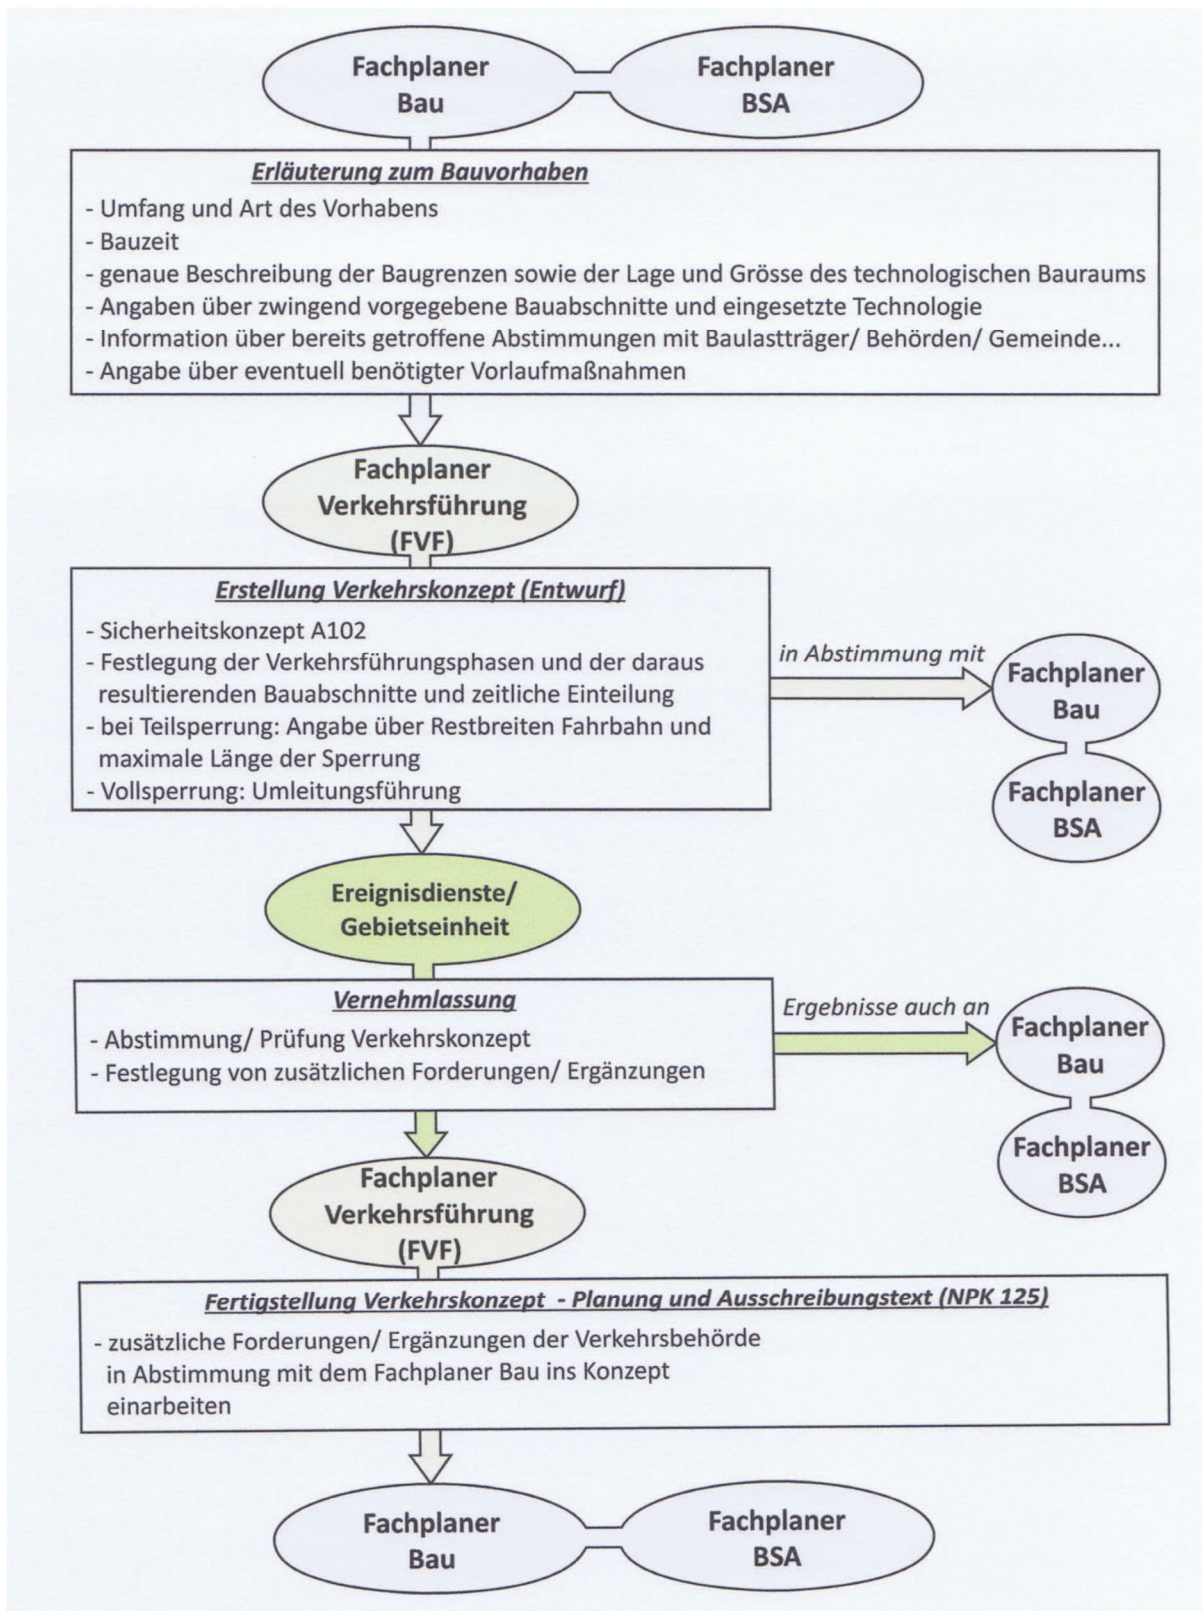 Fachplaner
Bau
Fachplaner
BSA
Erläuterung zum Bauvorhaben
- Umfang und Art des Vorhabens
- Bauzeit
- genaue Beschreibung der Baugrenzen sowie der Lage und Grösse des technologischen Bauraums
- Angaben über zwingend vorgegebene Bauabschnitte und eingesetzte Technologie
- Information über bereits getroffene Abstimmungen mit Baulastträger/ Behörden/ Gemeinde...
- Angabe über eventuell benötigter Vorlaufmaßnahmen
Fachplaner
Verkehrsführung
(FVF)
Erstellung Verkehrskonzept (Entwurf)
- Sicherheitskonzept A102
- Festlegung der Verkehrsführungsphasen und der daraus
resultierenden Bauabschnitte und zeitliche Einteilung
- bei Teilsperrung: Angabe über Restbreiten Fahrbahn und
maximale Länge der Sperrung
- Vollsperrung: Umleitungsführung
in Abstimmung mit
Fachplaner
Bau
Fachplaner
BSA
Ereignisdienste/
Gebietseinheit
Vernehmlassung
- Abstimmung/ Prüfung Verkehrskonzept
- Festlegung von zusätzlichen Forderungen/ Ergänzungen
Ergebnisse auch an
Fachplaner
Bau
Fachplaner
BSA
Fachplaner
Verkehrsführung
(FVF)
Fertigstellung Verkehrskonzept - Planung und Ausschreibungstext (NPK 125)
- zusätzliche Forderungen/ Ergänzungen der Verkehrsbehörde
in Abstimmung mit dem Fachplaner Bau ins Konzept
einarbeiten
Fachplaner
Bau
Fachplaner
BSA